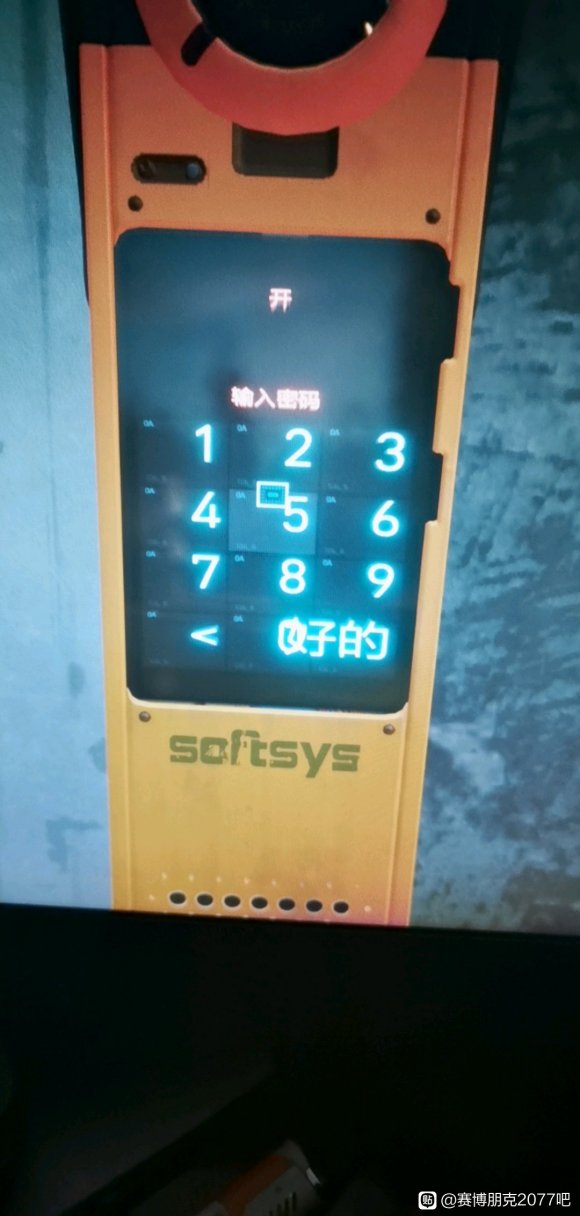 开
输入密码
1 2 3
4 5 6
7 8 9
< 0 好的
softsys
贴 @赛博朋克2077吧